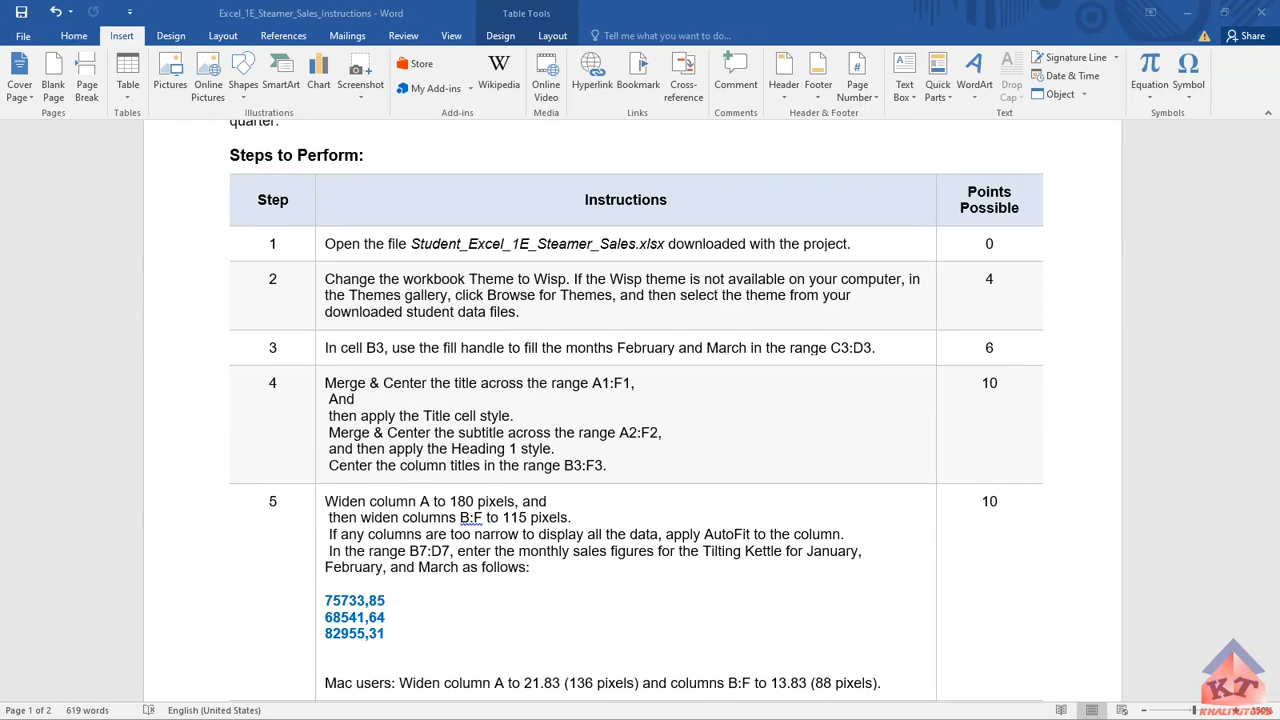 Excel_1E_Steamer_Sales_Instructions - Word
Table Tools
File Home Insert Design Layout References Mailings Review View Design Layout Tell me what you want to do... Share
Cover Page
Blank Page
Page Break
Pages
Table
Tables
Pictures
Online Pictures
Shapes
SmartArt
Chart
Screenshot
Illustrations
Store
My Add-ins
Wikipedia
Add-ins
Online Video
Media
Hyperlink
Bookmark
Cross-reference
Links
Comment
Comments
Header
Footer
Page Number
Header & Footer
Text Box
Quick Parts
WordArt
Drop Cap
Signature Line
Date & Time
Object
Text
Equation
Symbol
Symbols
quarter.
Steps to Perform:
Step Instructions Points Possible
1 Open the file Student_Excel_1E_Steamer_Sales.xlsx downloaded with the project. 0
2 Change the workbook Theme to Wisp. If the Wisp theme is not available on your computer, in 4
the Themes gallery, click Browse for Themes, and then select the theme from your
downloaded student data files.
3 In cell B3, use the fill handle to fill the months February and March in the range C3:D3. 6
4 Merge & Center the title across the range A1:F1, 10
And
then apply the Title cell style.
Merge & Center the subtitle across the range A2:F2,
and then apply the Heading 1 style.
Center the column titles in the range B3:F3.
5 Widen column A to 180 pixels, and 10
then widen columns B:F to 115 pixels.
If any columns are too narrow to display all the data, apply AutoFit to the column.
In the range B7:D7, enter the monthly sales figures for the Tilting Kettle for January,
February, and March as follows:
75733,85
68541,64
82955,31
Mac users: Widen column A to 21.83 (136 pixels) and columns B:F to 13.83 (88 pixels).
KT
Page 1 of 2 619 words English (United States)